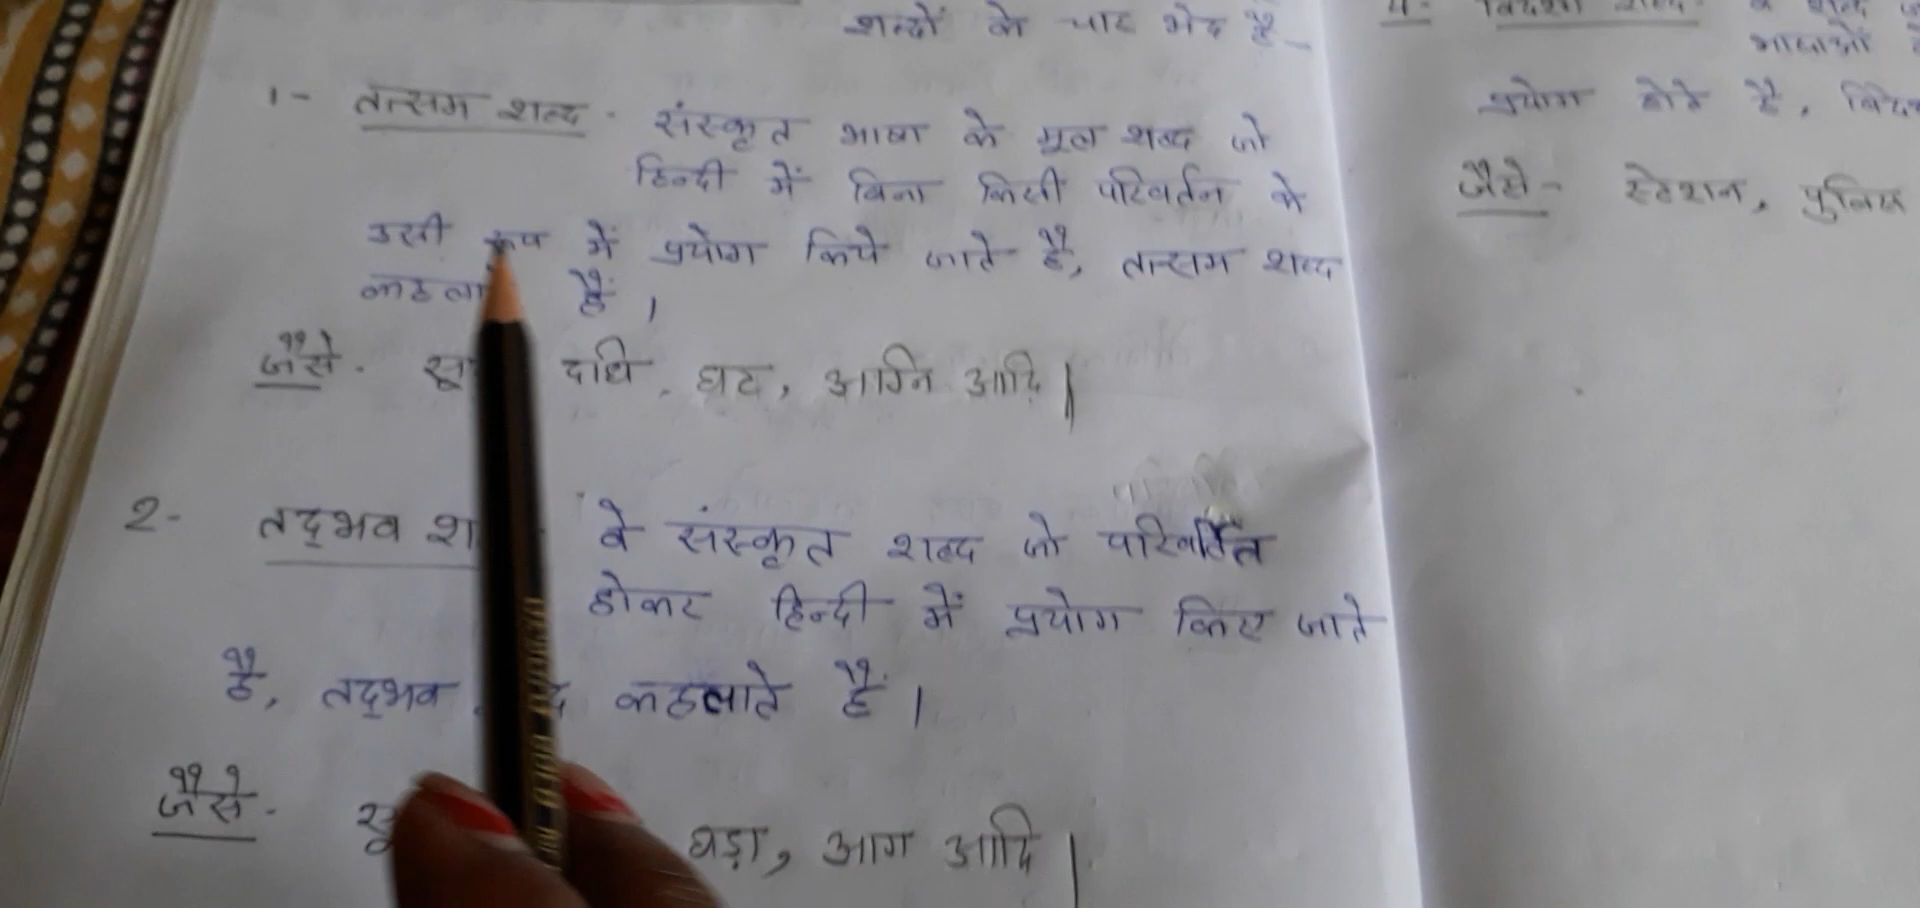 शब्दों के चार भेद है -
1- तत्सम शब्द - संस्कृत भाषा के मूल शब्द जो
हिन्दी में बिना किसी परिवर्तन के
उसी रूप में प्रयोग किये जाते हैं, तत्सम शब्द
हैं।
जैसे - दधि, घट, अग्नि आदि।
2- तद्भव वे संस्कृत शब्द जो परिवर्तित
होकर हिन्दी में प्रयोग किए जाते
है, तद्भव कहलाते हैं।
जैसे - घड़ा, आग आदि।
4-
भाषाओं
प्रयोग होते है,
जैसे - स्टेशन, पुलिस